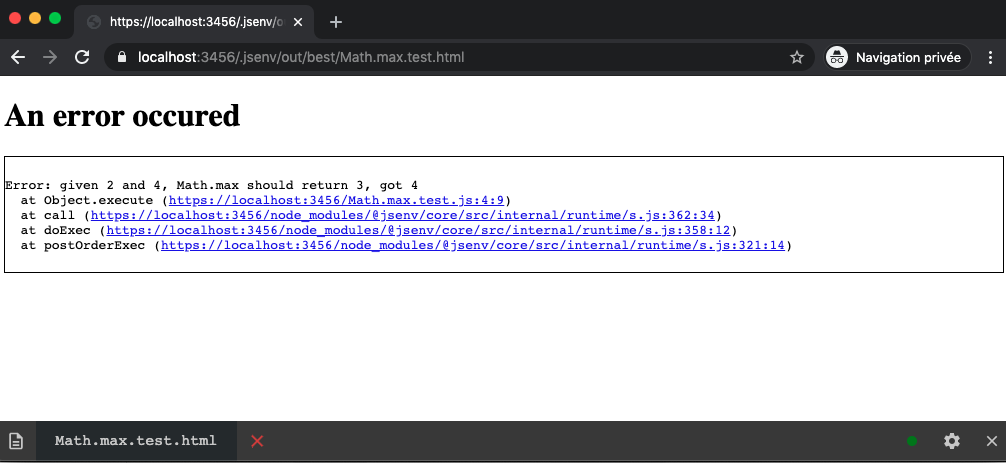 https://localhost:3456/.jsenv/o
localhost:3456/.jsenv/out/best/Math.max.test.html
Navigation privée
An error occured
Error: given 2 and 4, Math.max should return 3, got 4
at Object.execute (https://localhost:3456/Math.max.test.js:4:9)
at call (https://localhost:3456/node_modules/@jsenv/core/src/internal/runtime/s.js:362:34)
at doExec (https://localhost:3456/node_modules/@jsenv/core/src/internal/runtime/s.js:358:12)
at postOrderExec (https://localhost:3456/node_modules/@jsenv/core/src/internal/runtime/s.js:321:14)
Math.max.test.html